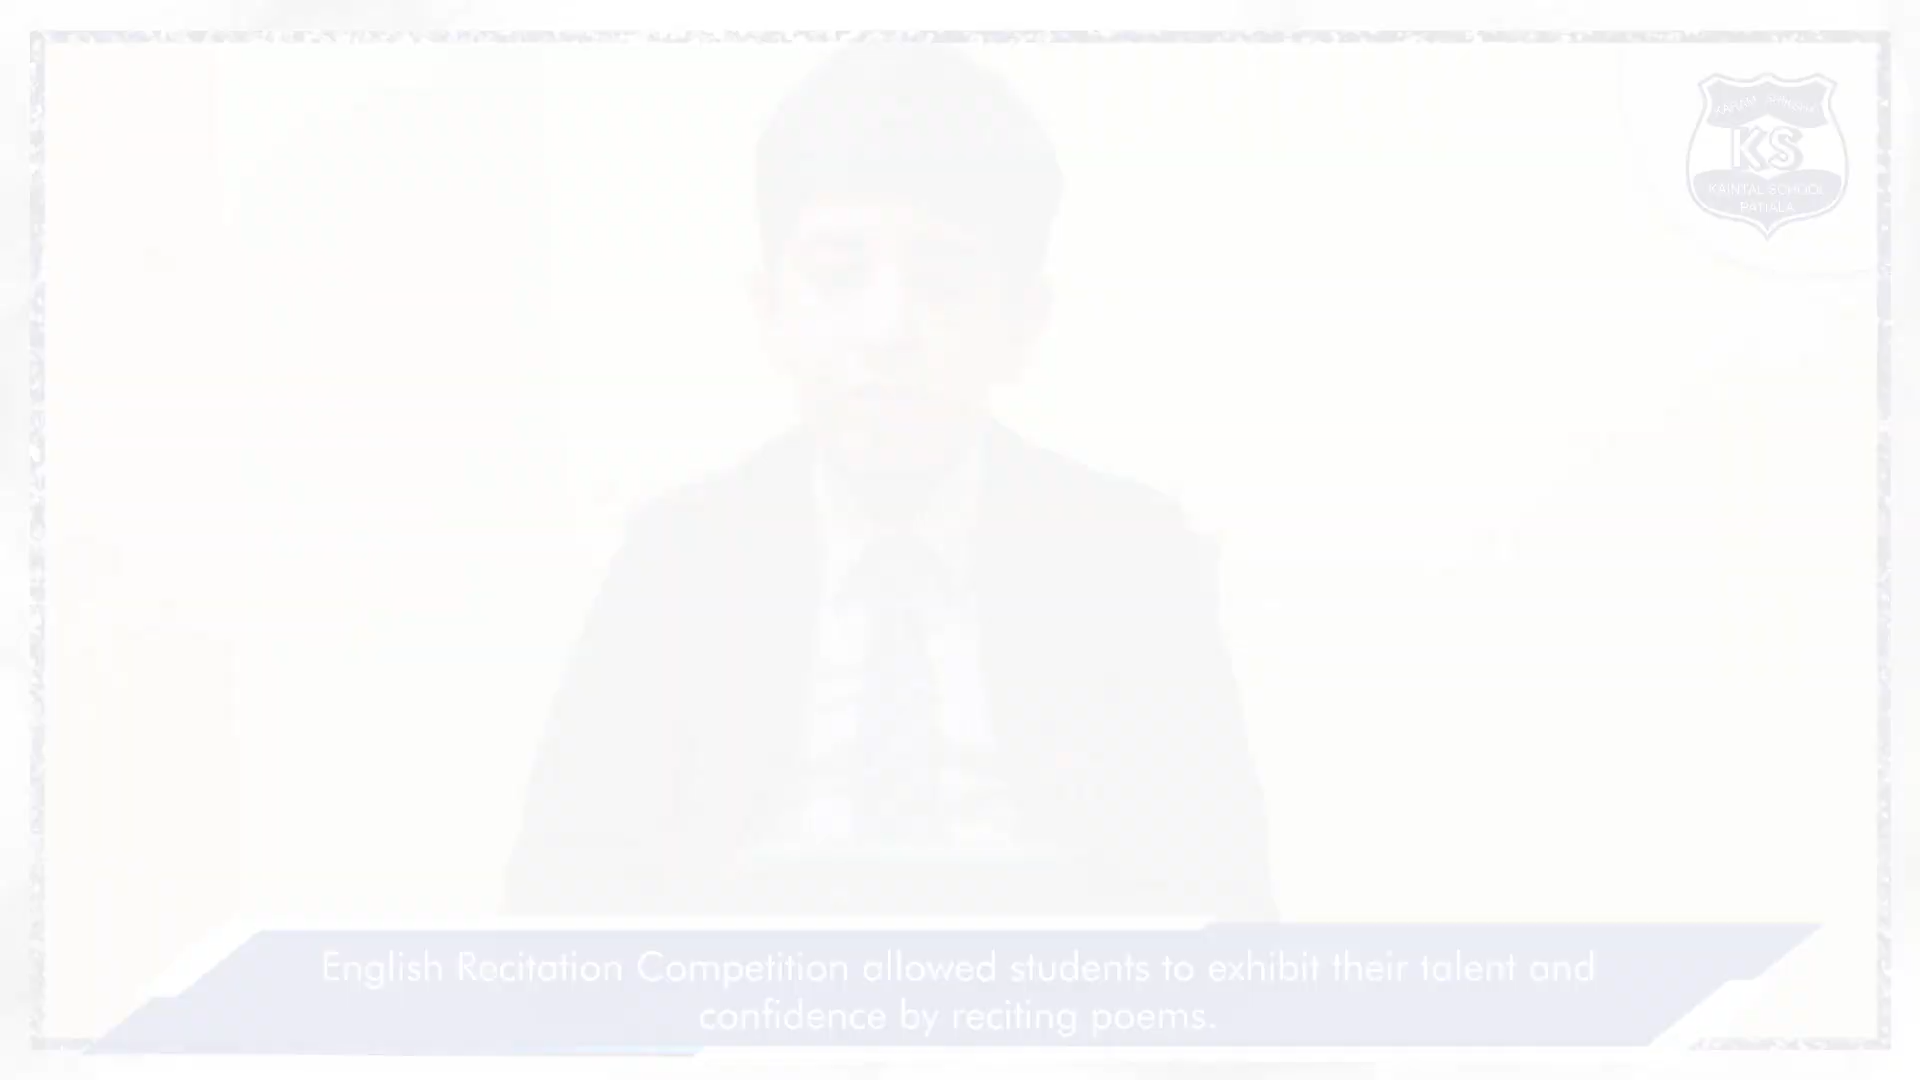 KS
KAINTAL SCHOOL
PATIALA
English Recitation Competition allowed students to exhibit their talent and
confidence by reciting poems.